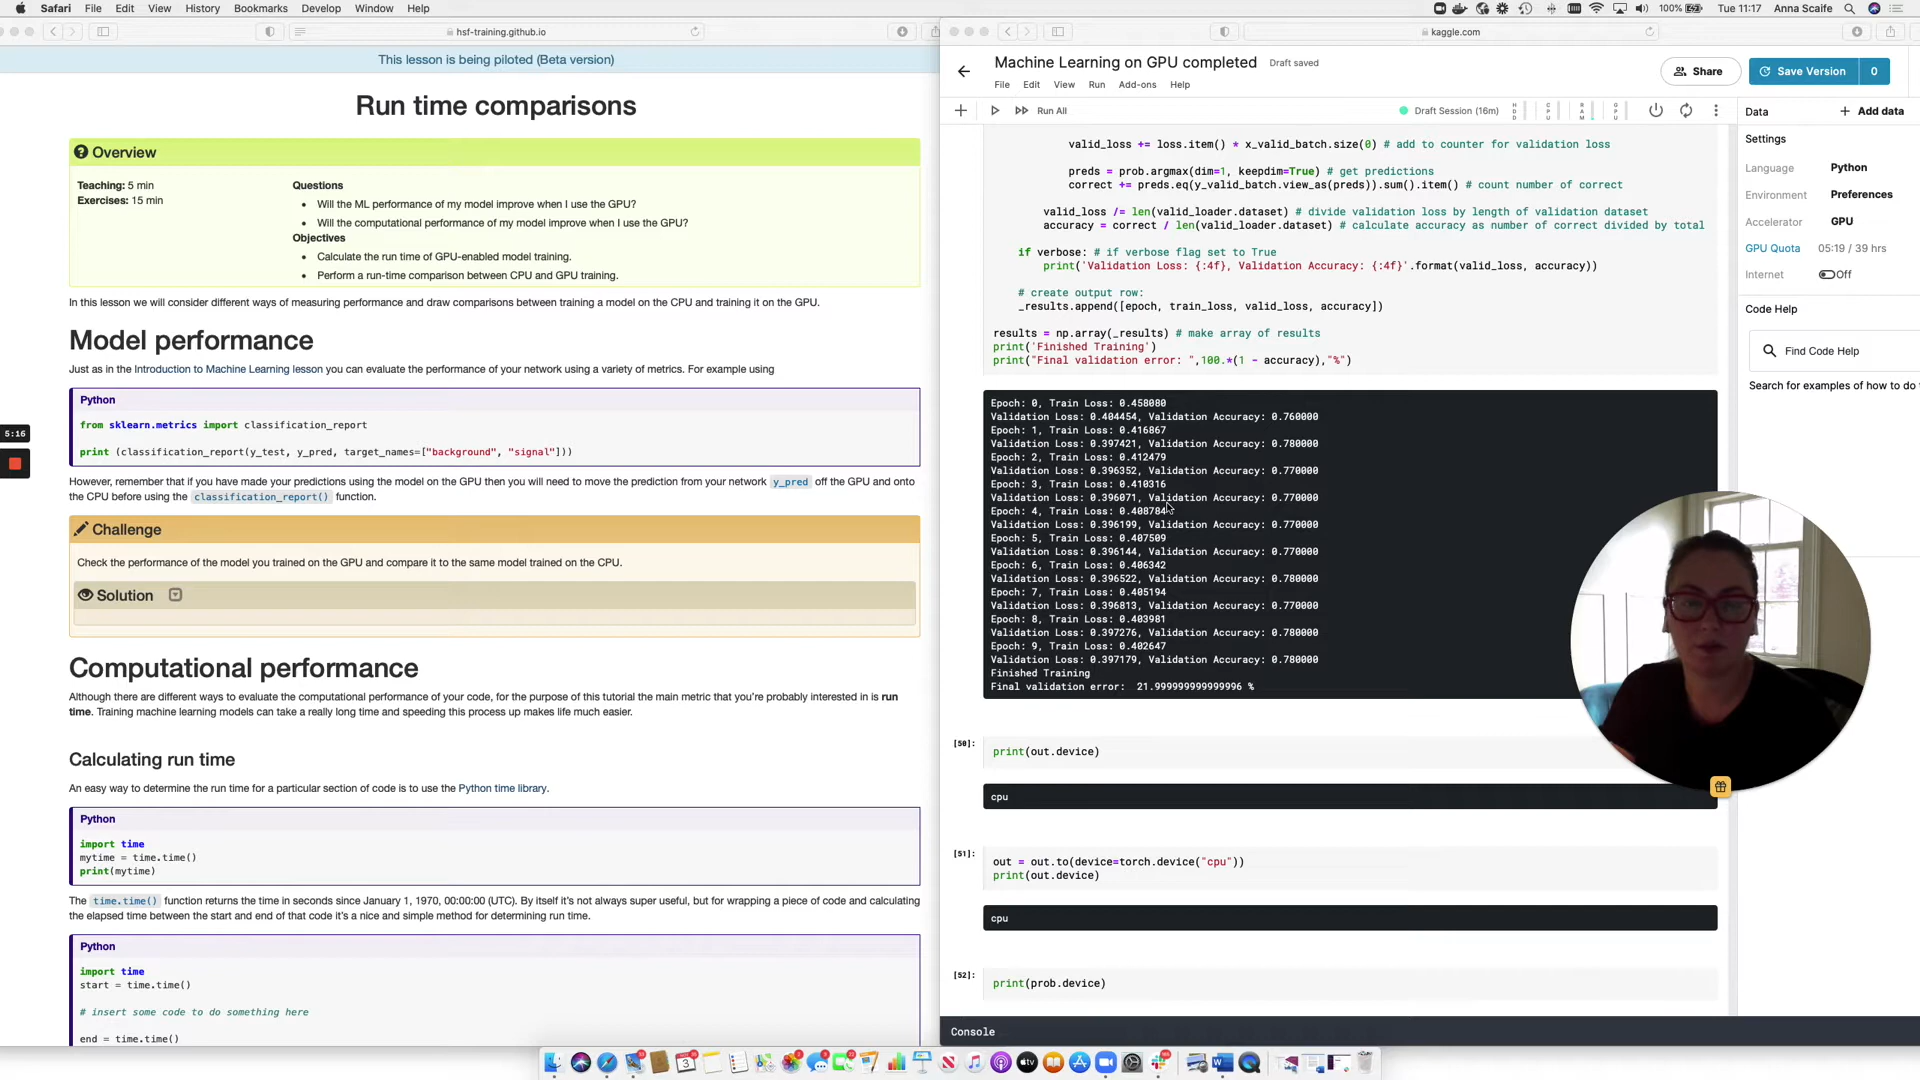 Safari File Edit View History Bookmarks Develop Window Help
100% Tue 11:17 Anna Scaife
hsf-training.github.io
This lesson is being piloted (Beta version)
Run time comparisons
Overview
Teaching: 5 min
Exercises: 15 min
Questions
Will the ML performance of my model improve when I use the GPU?
Will the computational performance of my model improve when I use the GPU?
Objectives
Calculate the run time of GPU-enabled model training.
Perform a run-time comparison between CPU and GPU training.
In this lesson we will consider different ways of measuring performance and draw comparisons between training a model on the CPU and training it on the GPU.
Model performance
Just as in the Introduction to Machine Learning lesson you can evaluate the performance of your network using a variety of metrics. For example using
Python
from sklearn.metrics import classification_report
print (classification_report(y_test, y_pred, target_names=["background", "signal"]))
However, remember that if you have made your predictions using the model on the GPU then you will need to move the prediction from your network y_pred off the GPU and onto
the CPU before using the classification_report() function.
Challenge
Check the performance of the model you trained on the GPU and compare it to the same model trained on the CPU.
Solution
Computational performance
Although there are different ways to evaluate the computational performance of your code, for the purpose of this tutorial the main metric that you're probably interested in is run
time. Training machine learning models can take a really long time and speeding this process up makes life much easier.
Calculating run time
An easy way to determine the run time for a particular section of code is to use the Python time library.
Python
import time
mytime = time.time()
print(mytime)
The time.time() function returns the time in seconds since January 1, 1970, 00:00:00 (UTC). By itself it's not always super useful, but for wrapping a piece of code and calculating
the elapsed time between the start and end of that code it's a nice and simple method for determining run time.
Python
import time
start = time.time()
# insert some code to do something here
end = time.time()
5:16
kaggle.com
Machine Learning on GPU completed Draft saved
File Edit View Run Add-ons Help
Share
Save Version 0
Run All
Draft Session (16m)
valid_loss += loss.item() * x_valid_batch.size(0) # add to counter for validation loss
preds = prob.argmax(dim=1, keepdim=True) # get predictions
correct += preds.eq(y_valid_batch.view_as(preds)).sum().item() # count number of correct
valid_loss /= len(valid_loader.dataset) # divide validation loss by length of validation dataset
accuracy = correct / len(valid_loader.dataset) # calculate accuracy as number of correct divided by total
if verbose: # if verbose flag set to True
print('Validation Loss: {:4f}, Validation Accuracy: {:4f}'.format(valid_loss, accuracy))
# create output row:
_results.append([epoch, train_loss, valid_loss, accuracy])
results = np.array(_results) # make array of results
print('Finished Training')
print("Final validation error: ",100.*(1 - accuracy),"%")
Epoch: 0, Train Loss: 0.458080
Validation Loss: 0.404454, Validation Accuracy: 0.760000
Epoch: 1, Train Loss: 0.416867
Validation Loss: 0.397421, Validation Accuracy: 0.780000
Epoch: 2, Train Loss: 0.412479
Validation Loss: 0.396352, Validation Accuracy: 0.770000
Epoch: 3, Train Loss: 0.410316
Validation Loss: 0.396071, Validation Accuracy: 0.770000
Epoch: 4, Train Loss: 0.408784
Validation Loss: 0.396199, Validation Accuracy: 0.770000
Epoch: 5, Train Loss: 0.407509
Validation Loss: 0.396144, Validation Accuracy: 0.770000
Epoch: 6, Train Loss: 0.406342
Validation Loss: 0.396522, Validation Accuracy: 0.780000
Epoch: 7, Train Loss: 0.405194
Validation Loss: 0.396813, Validation Accuracy: 0.770000
Epoch: 8, Train Loss: 0.403981
Validation Loss: 0.397276, Validation Accuracy: 0.780000
Epoch: 9, Train Loss: 0.402647
Validation Loss: 0.397179, Validation Accuracy: 0.780000
Finished Training
Final validation error: 21.999999999999996 %
[50]:
print(out.device)
cpu
[51]:
out = out.to(device=torch.device("cpu"))
print(out.device)
cpu
[52]:
print(prob.device)
Console
Data
Add data
Settings
Language Python
Environment Preferences
Accelerator GPU
GPU Quota 05:19 / 39 hrs
Internet Off
Code Help
Find Code Help
Search for examples of how to do